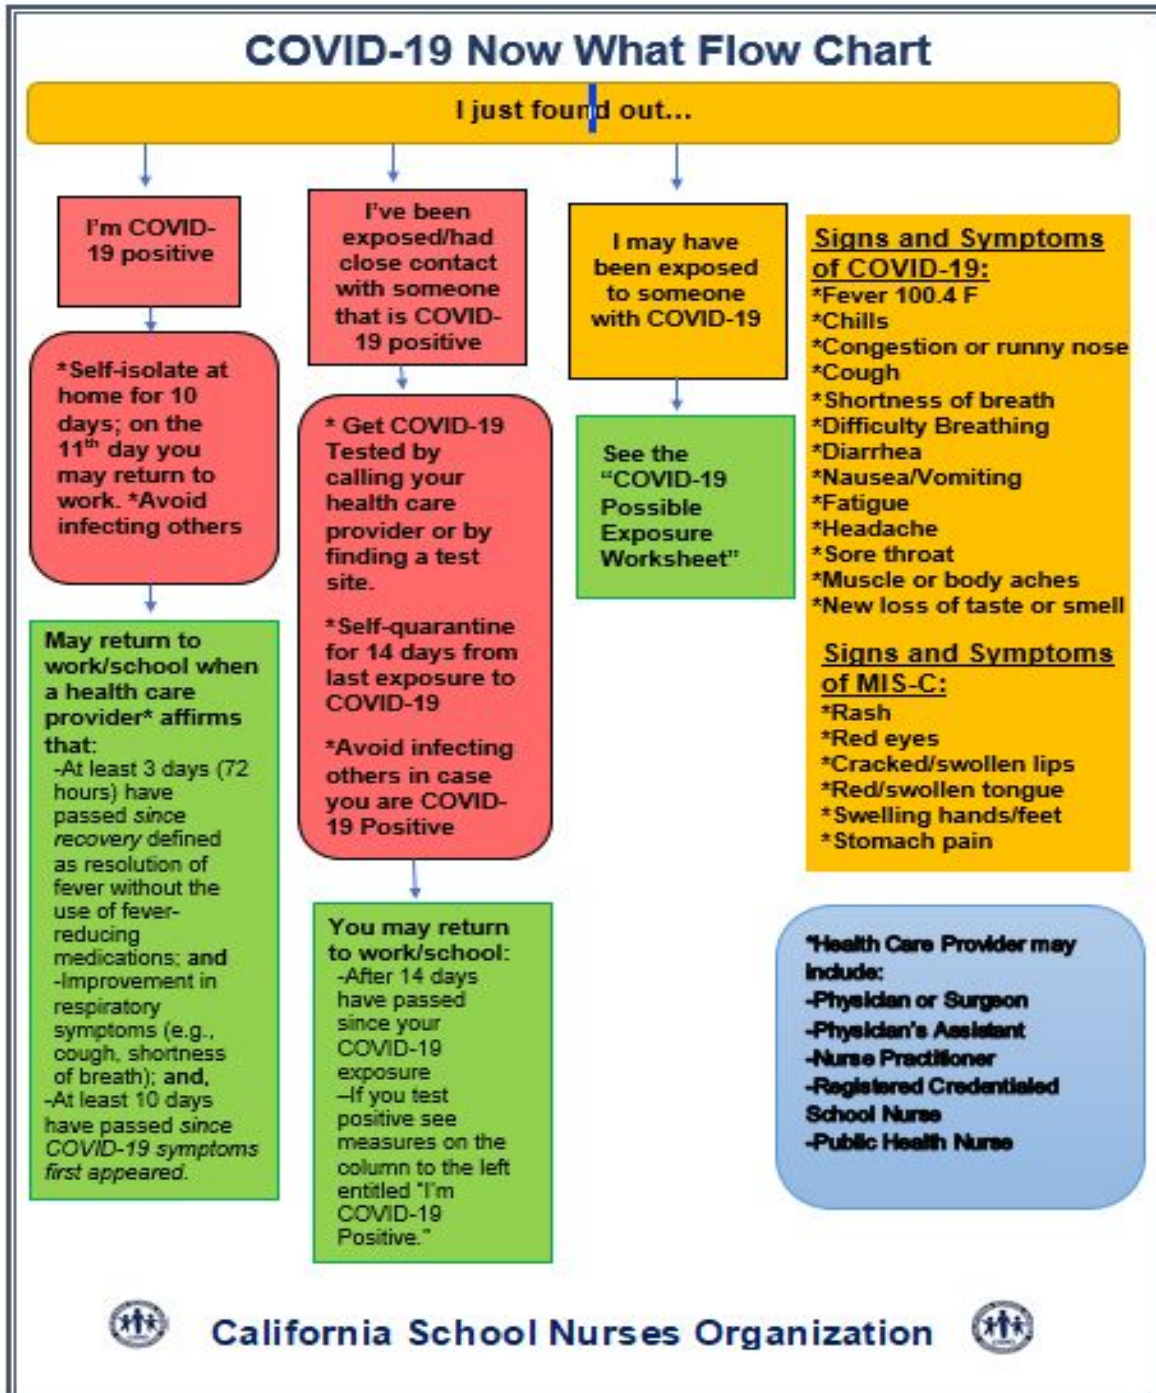 COVID-19 Now What Flow Chart
I just found out...
I'm COVID-
19 positive
*Self-isolate at
home for 10
days; on the
11th day you
may return to
work. *Avoid
infecting others
May return to
work/school when
a health care
provider* affirms
that:
-At least 3 days (72
hours) have
passed since
recovery defined
as resolution of
fever without the
use of fever-
reducing
medications; and
-Improvement in
respiratory
symptoms (e.g.,
cough, shortness
of breath); and,
-At least 10 days
have passed since
COVID-19 symptoms
first appeared.
I've been
exposed/had
close contact
with someone
that is COVID-
19 positive
* Get COVID-19
Tested by
calling your
health care
provider or by
finding a test
site.
*Self-quarantine
for 14 days from
last exposure to
COVID-19
*Avoid infecting
others in case
you are COVID-
19 Positive
You may return
to work/school:
-After 14 days
have passed
since your
COVID-19
exposure
–If you test
positive see
measures on the
column to the left
entitled "I'm
COVID-19
Positive."
I may have
been exposed
to someone
with COVID-19
See the
"COVID-19
Possible
Exposure
Worksheet"
Signs and Symptoms
of COVID-19:
*Fever 100.4 F
*Chills
*Congestion or runny nose
*Cough
*Shortness of breath
*Difficulty Breathing
*Diarrhea
*Nausea/Vomiting
*Fatigue
*Headache
*Sore throat
*Muscle or body aches
*New loss of taste or smell
Signs and Symptoms
of MIS-C:
*Rash
*Red eyes
*Cracked/swollen lips
*Red/swollen tongue
*Swelling hands/feet
*Stomach pain
*Health Care Provider may
include:
-Physician or Surgeon
-Physician's Assistant
-Nurse Practitioner
-Registered Credentialed
School Nurse
-Public Health Nurse
California School Nurses Organization